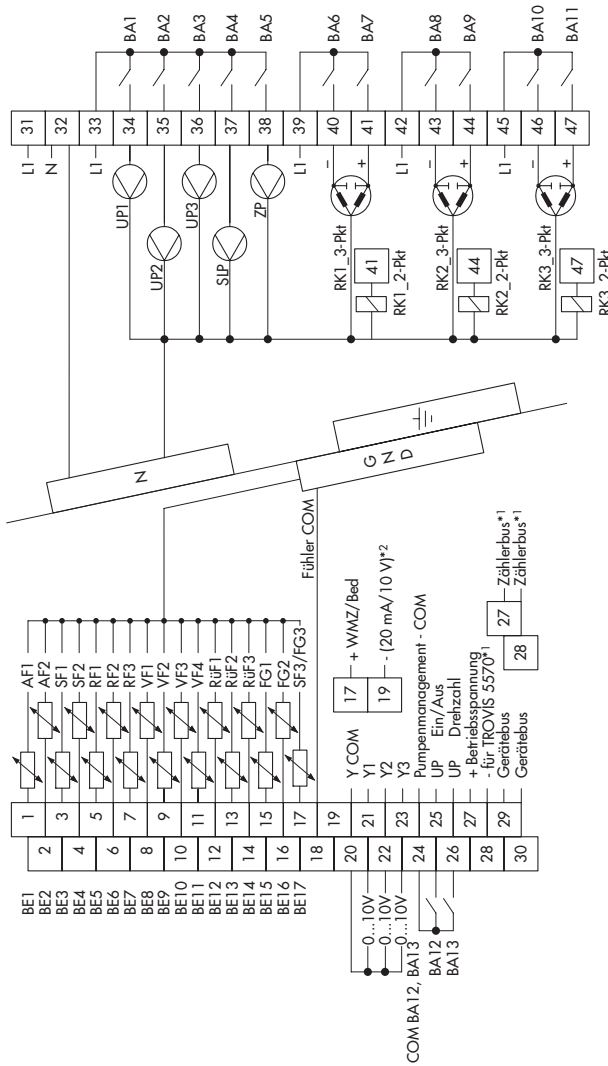 BA1
BA2
BA3
BA4
BA5
BA6
BA7
BA8
BA9
BA10
BA11
31
32
33
34
35
36
37
38
39
40
41
42
43
44
45
46
47
L1
N
L1
UP1
UP2
UP3
SLP
ZP
L1
–
+
L1
–
+
L1
–
+
RK1_3-Pkt
41
RK1_2-Pkt
RK2_3-Pkt
44
RK2_2-Pkt
RK3_3-Pkt
47
RK3_2-Pkt
N
GND
Fühler COM
AF1
AF2
SF1
SF2
RF1
RF2
RF3
VF1
VF2
VF3
VF4
RüF1
RüF2
RüF3
FG1
FG2
SF3/FG3
17 + WMZ/Bed
19 - (20 mA/10 V)*2
Y COM
Y1
Y2
Y3
Pumpenmanagement - COM
UP Ein/Aus
UP Drehzahl
+ Betriebsspannung
- für TROVIS 5570*1
Gerätebus
Gerätebus
27 Zählerbus*1
28 Zählerbus*1
1
2
3
4
5
6
7
8
9
10
11
12
13
14
15
16
17
18
19
20
21
22
23
24
25
26
27
28
29
30
BE1
BE2
BE3
BE4
BE5
BE6
BE7
BE8
BE9
BE10
BE11
BE12
BE13
BE14
BE15
BE16
BE17
0...10V
0...10V
0...10V
COM BA12, BA13
BA12
BA13